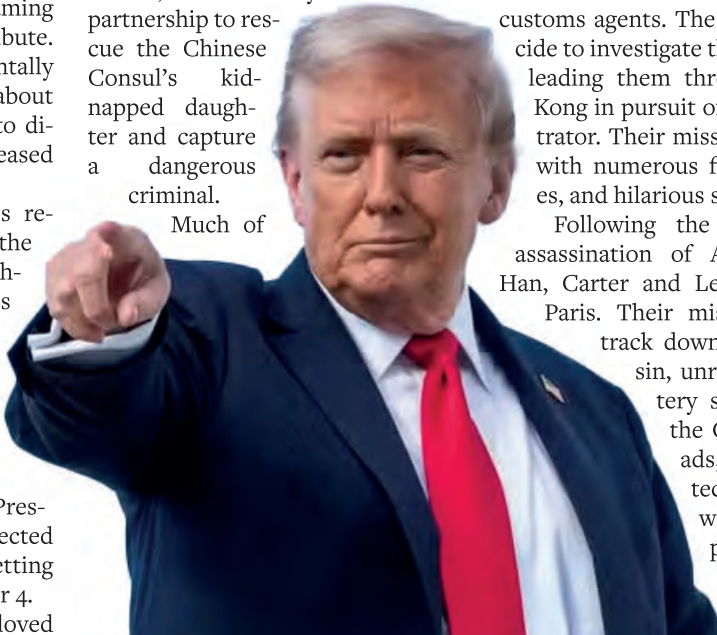 ming
bute.
ntally
about
to di-
eased
s re-
the
h-
s
Pres-
ected
etting
r 4.
loved
partnership to res-
cue the Chinese
Consul's kid-
napped daugh-
ter and capture
a dangerous
criminal.
Much of
customs agents. The
cide to investigate th
leading them thr
Kong in pursuit o
trator. Their miss
with numerous f
es, and hilarious s
Following the
assassination of A
Han, Carter and Le
Paris. Their mis
track down
sin, unr
tery s
the
ads,
tec
w
p